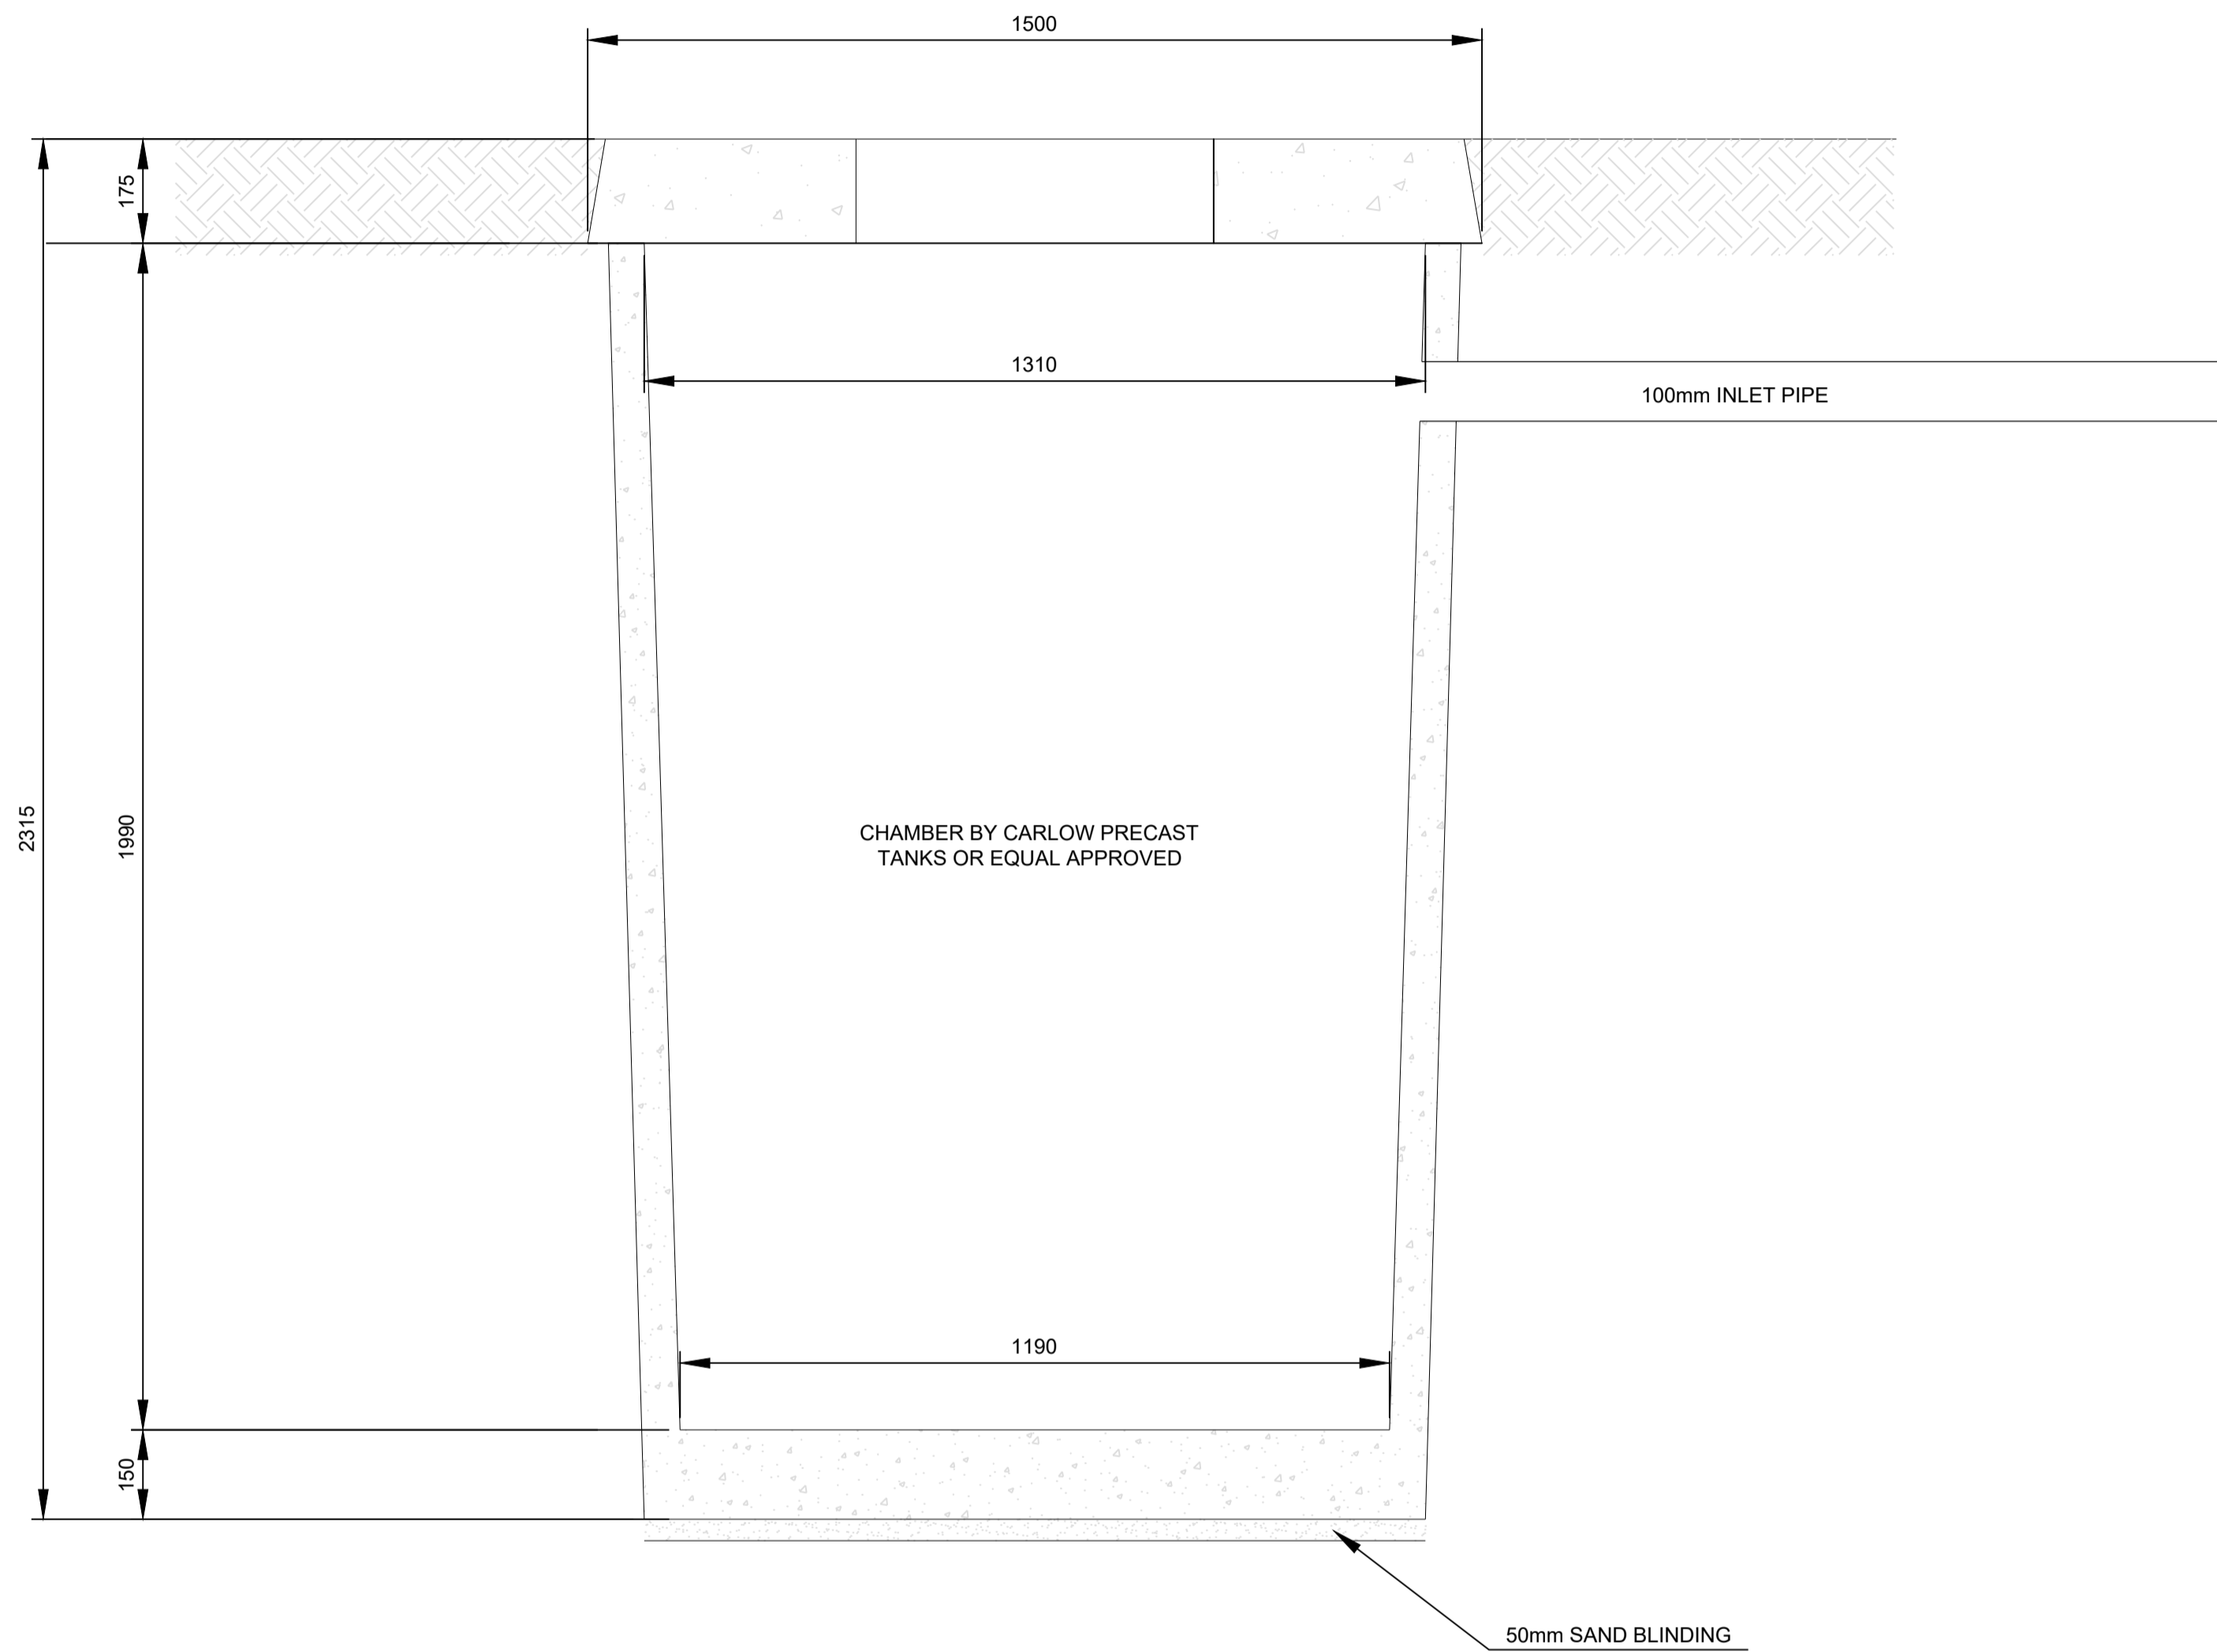 1500
175
1310
100mm INLET PIPE
2315
1990
CHAMBER BY CARLOW PRECAST
TANKS OR EQUAL APPROVED
1190
150
50mm SAND BLINDING